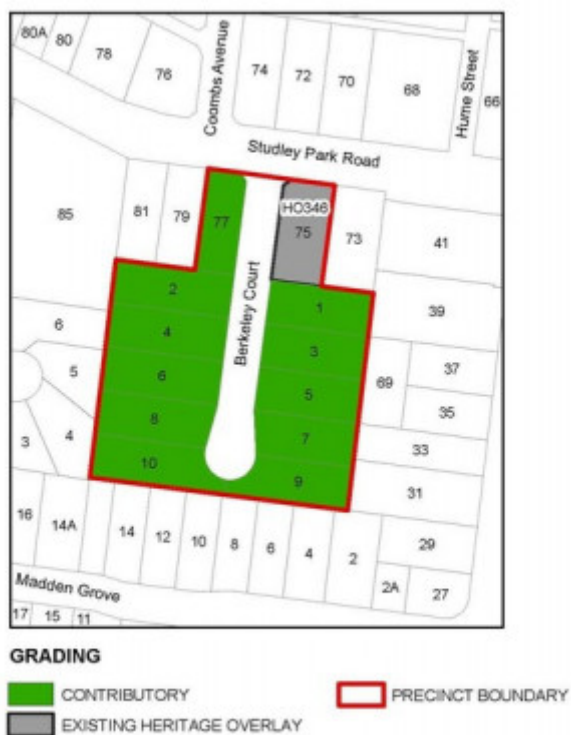 80A 80 78 76 74 72 70 68 66
Coombs Avenue
Hume Street
Studley Park Road
85 81 79 77 HO346
75 73 41
2 1 39
Berkeley Court
4 3
6 6 5 69 37
5 35
8 7
3 4 33
10 9 31
16 14A 14 12 10 8 6 4 2 29
2A 27
Madden Grove
17 15 11
GRADING
CONTRIBUTORY
PRECINCT BOUNDARY
EXISTING HERITAGE OVERLAY